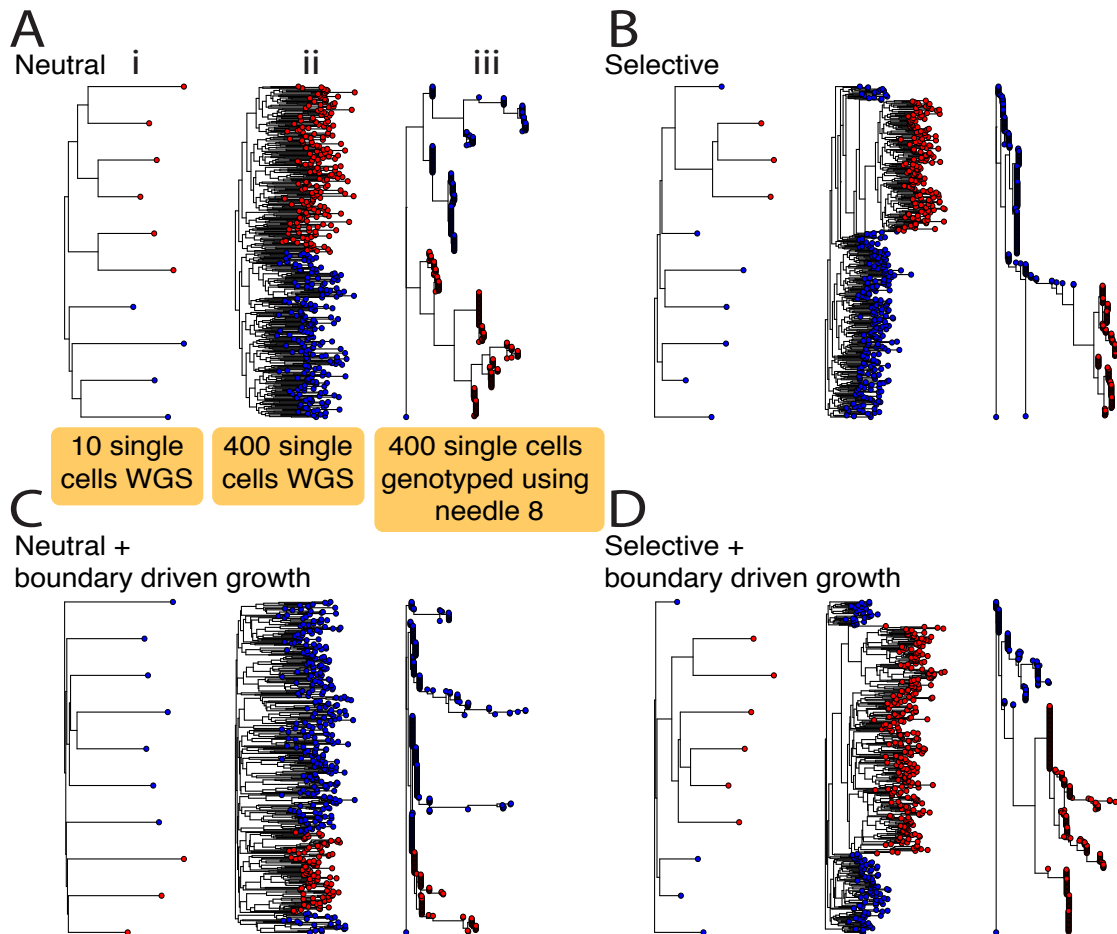 A
B
Neutral
i
ii
iii
Selective
10 single
cells WGS
400 single
cells WGS
400 single cells
genotyped using
needle 8
C
D
Neutral +
boundary driven growth
Selective +
boundary driven growth